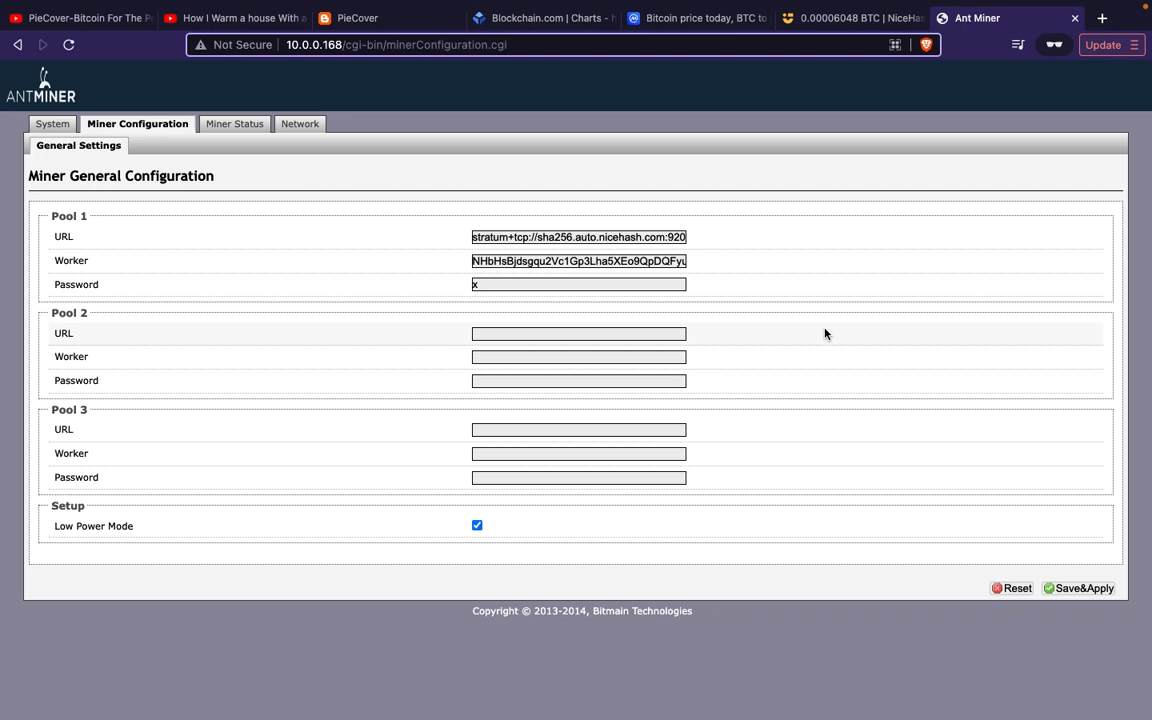 PieCover-Bitcoin For The P
How I Warm a house With a
PieCover
Blockchain.com | Charts - h
Bitcoin price today, BTC to
0.00006048 BTC | NiceHas
Ant Miner
Not Secure 10.0.0.168/cgi-bin/minerConfiguration.cgi
Update
ANTMINER
System
Miner Configuration
Miner Status
Network
General Settings
Miner General Configuration
Pool 1
URL stratum+tcp://sha256.auto.nicehash.com:920
Worker NHbHsBjdsgqu2Vc1Gp3Lha5XEo9QpDQFyu
Password x
Pool 2
URL
Worker
Password
Pool 3
URL
Worker
Password
Setup
Low Power Mode
Reset Save&Apply
Copyright © 2013-2014, Bitmain Technologies